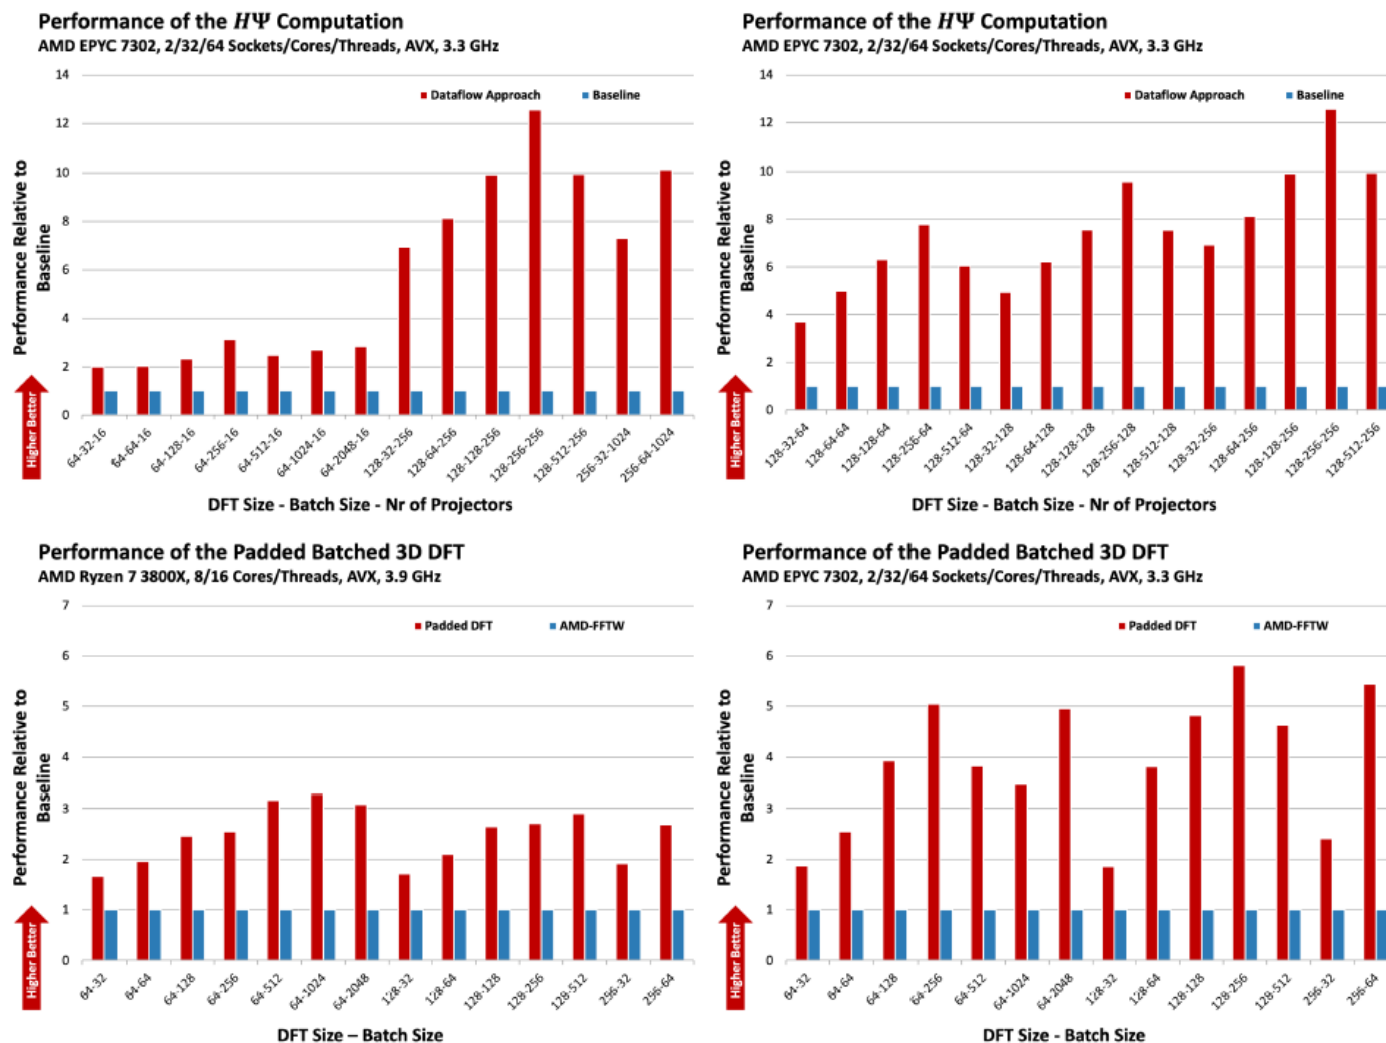 Performance of the HΨ Computation
AMD EPYC 7302, 2/32/64 Sockets/Cores/Threads, AVX, 3.3 GHz
Dataflow Approach
Baseline
14
12
10
8
6
4
2
0
Performance Relative to
Baseline
Higher Better
64-32-16
64-64-16
64-128-16
64-256-16
64-512-16
64-1024-16
64-2048-16
128-32-256
128-64-256
128-128-256
128-256-256
128-512-256
256-32-1024
256-64-1024
DFT Size - Batch Size - Nr of Projectors
Performance of the HΨ Computation
AMD EPYC 7302, 2/32/64 Sockets/Cores/Threads, AVX, 3.3 GHz
Dataflow Approach
Baseline
14
12
10
8
6
4
2
0
Performance Relative to
Baseline
Higher Better
128-32-64
128-64-64
128-128-64
128-256-64
128-512-64
128-32-128
128-64-128
128-128-128
128-256-128
128-512-128
128-32-256
128-64-256
128-128-256
128-256-256
128-512-256
DFT Size - Batch Size - Nr of Projectors
Performance of the Padded Batched 3D DFT
AMD Ryzen 7 3800X, 8/16 Cores/Threads, AVX, 3.9 GHz
Padded DFT
AMD-FFTW
7
6
5
4
3
2
1
0
Performance Relative to
Baseline
Higher Better
64-32
64-64
64-128
64-256
64-512
64-1024
64-2048
128-32
128-64
128-128
128-256
128-512
256-32
256-64
DFT Size – Batch Size
Performance of the Padded Batched 3D DFT
AMD EPYC 7302, 2/32/64 Sockets/Cores/Threads, AVX, 3.3 GHz
Padded DFT
AMD-FFTW
7
6
5
4
3
2
1
0
Performance Relative to
Baseline
Higher Better
64-32
64-64
64-128
64-256
64-512
64-1024
64-2048
128-32
128-64
128-128
128-256
128-512
256-32
256-64
DFT Size - Batch Size